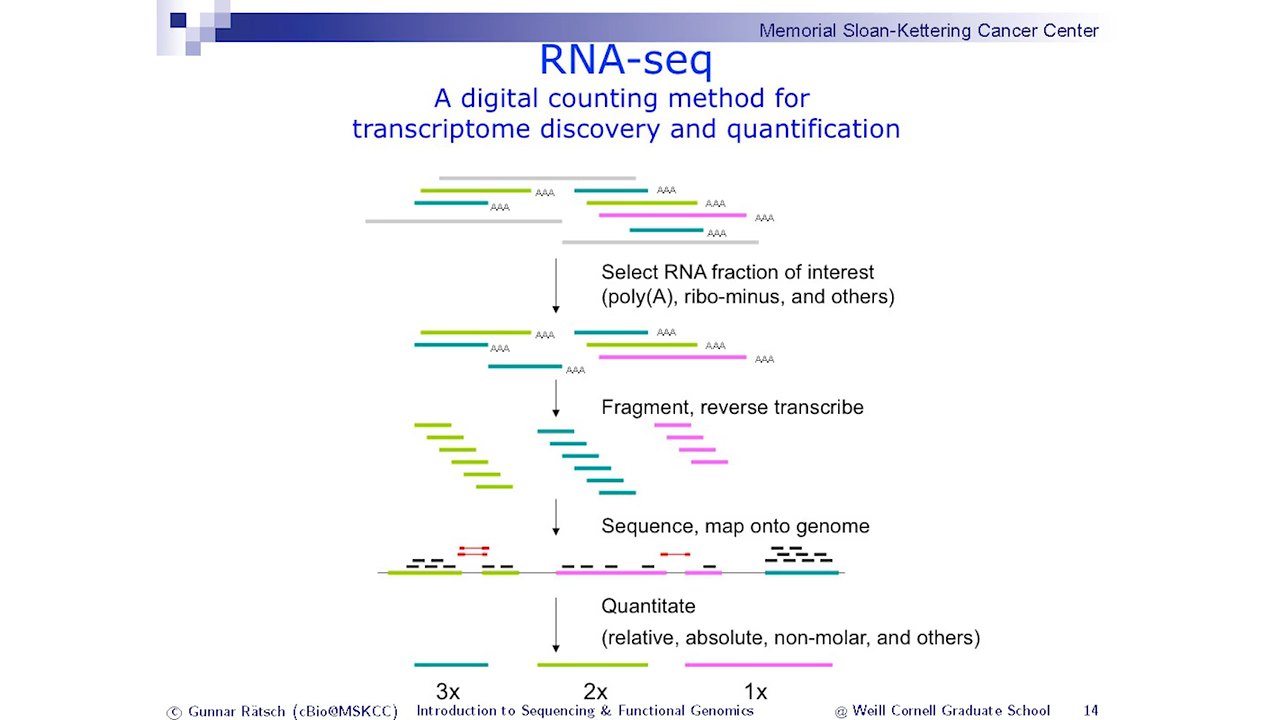 Memorial Sloan-Kettering Cancer Center
RNA-seq
A digital counting method for
transcriptome discovery and quantification
AAA AAA
AAA AAA
AAA
AAA
Select RNA fraction of interest
(poly(A), ribo-minus, and others)
AAA AAA
AAA AAA
AAA
AAA
Fragment, reverse transcribe
Sequence, map onto genome
Quantitate
(relative, absolute, non-molar, and others)
3x 2x 1x
© Gunnar Rätsch (cBio@MSKCC) Introduction to Sequencing & Functional Genomics @ Weill Cornell Graduate School 14